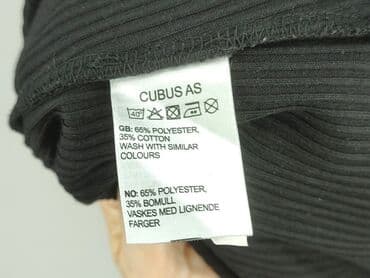 CUBUS AS
40°
GB: 65% POLYESTER,
35% COTTON
WASH WITH SIMILAR
COLOURS
NO: 65% POLYESTER,
35% BOMULL
VASKES MED LIGNENDE
FARGER